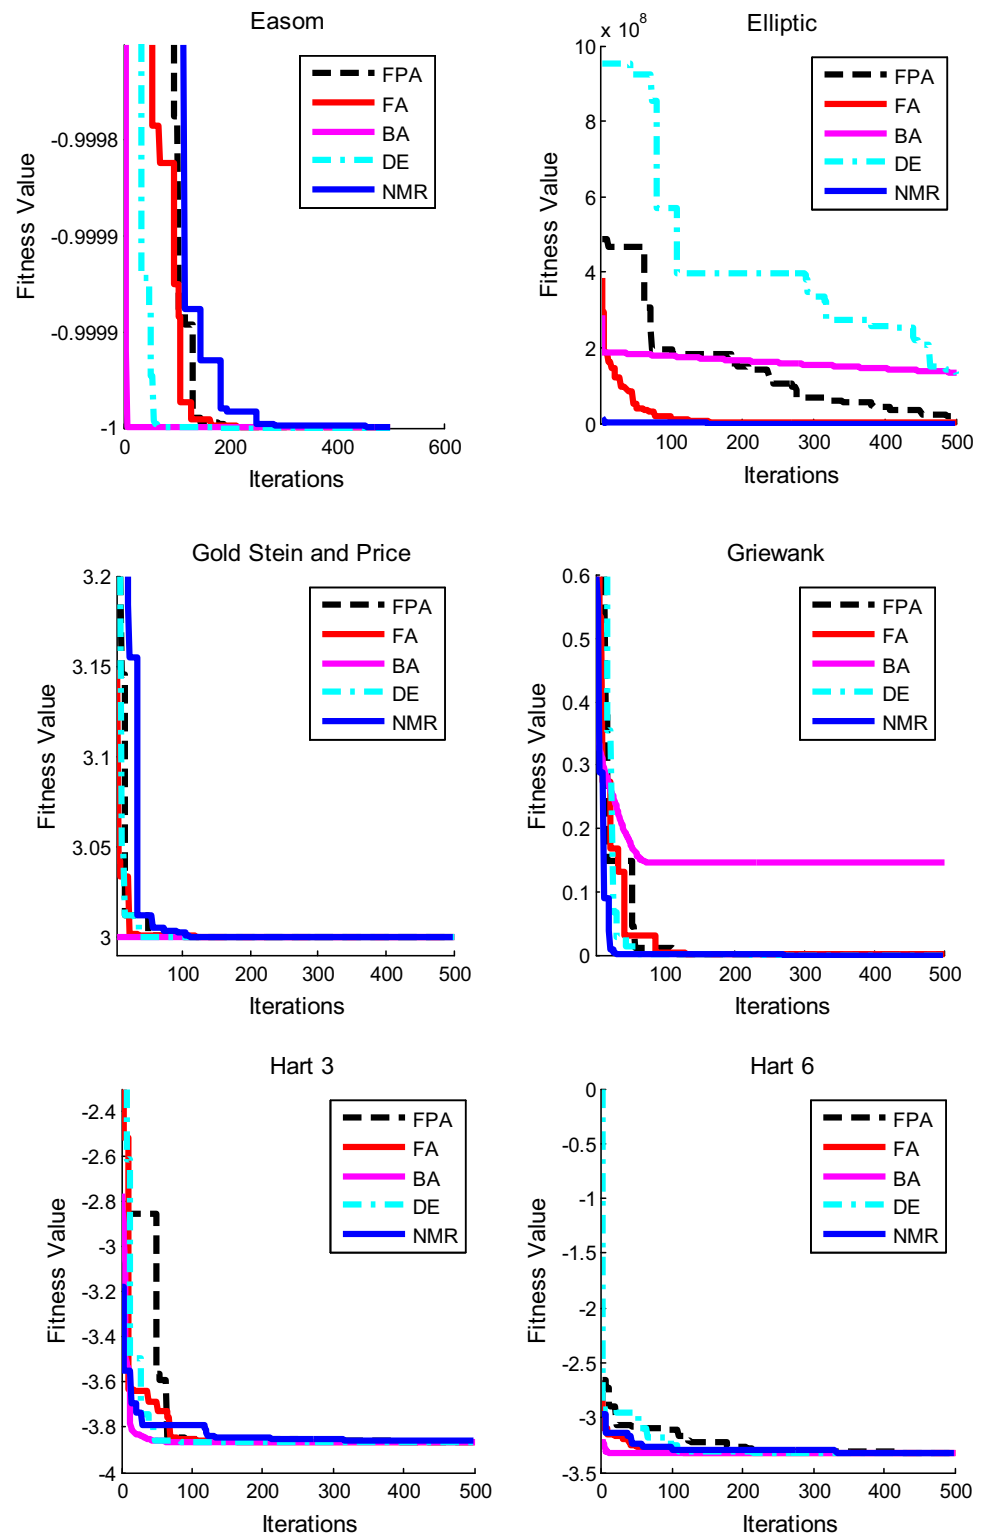 Easom
Fitness Value
-0.9998
-0.9999
-0.9999
-1
0
200
400
600
Iterations
FPA
FA
BA
DE
NMR
Elliptic
x 10^8
Fitness Value
10
8
6
4
2
0
100
200
300
400
500
Iterations
FPA
FA
BA
DE
NMR
Gold Stein and Price
Fitness Value
3.2
3.15
3.1
3.05
3
100
200
300
400
500
Iterations
FPA
FA
BA
DE
NMR
Griewank
Fitness Value
0.6
0.5
0.4
0.3
0.2
0.1
0
100
200
300
400
500
Iterations
FPA
FA
BA
DE
NMR
Hart 3
Fitness Value
-2.4
-2.6
-2.8
-3
-3.2
-3.4
-3.6
-3.8
-4
0
100
200
300
400
500
Iterations
FPA
FA
BA
DE
NMR
Hart 6
Fitness Value
0
-0.5
-1
-1.5
-2
-2.5
-3
-3.5
0
100
200
300
400
500
Iterations
FPA
FA
BA
DE
NMR